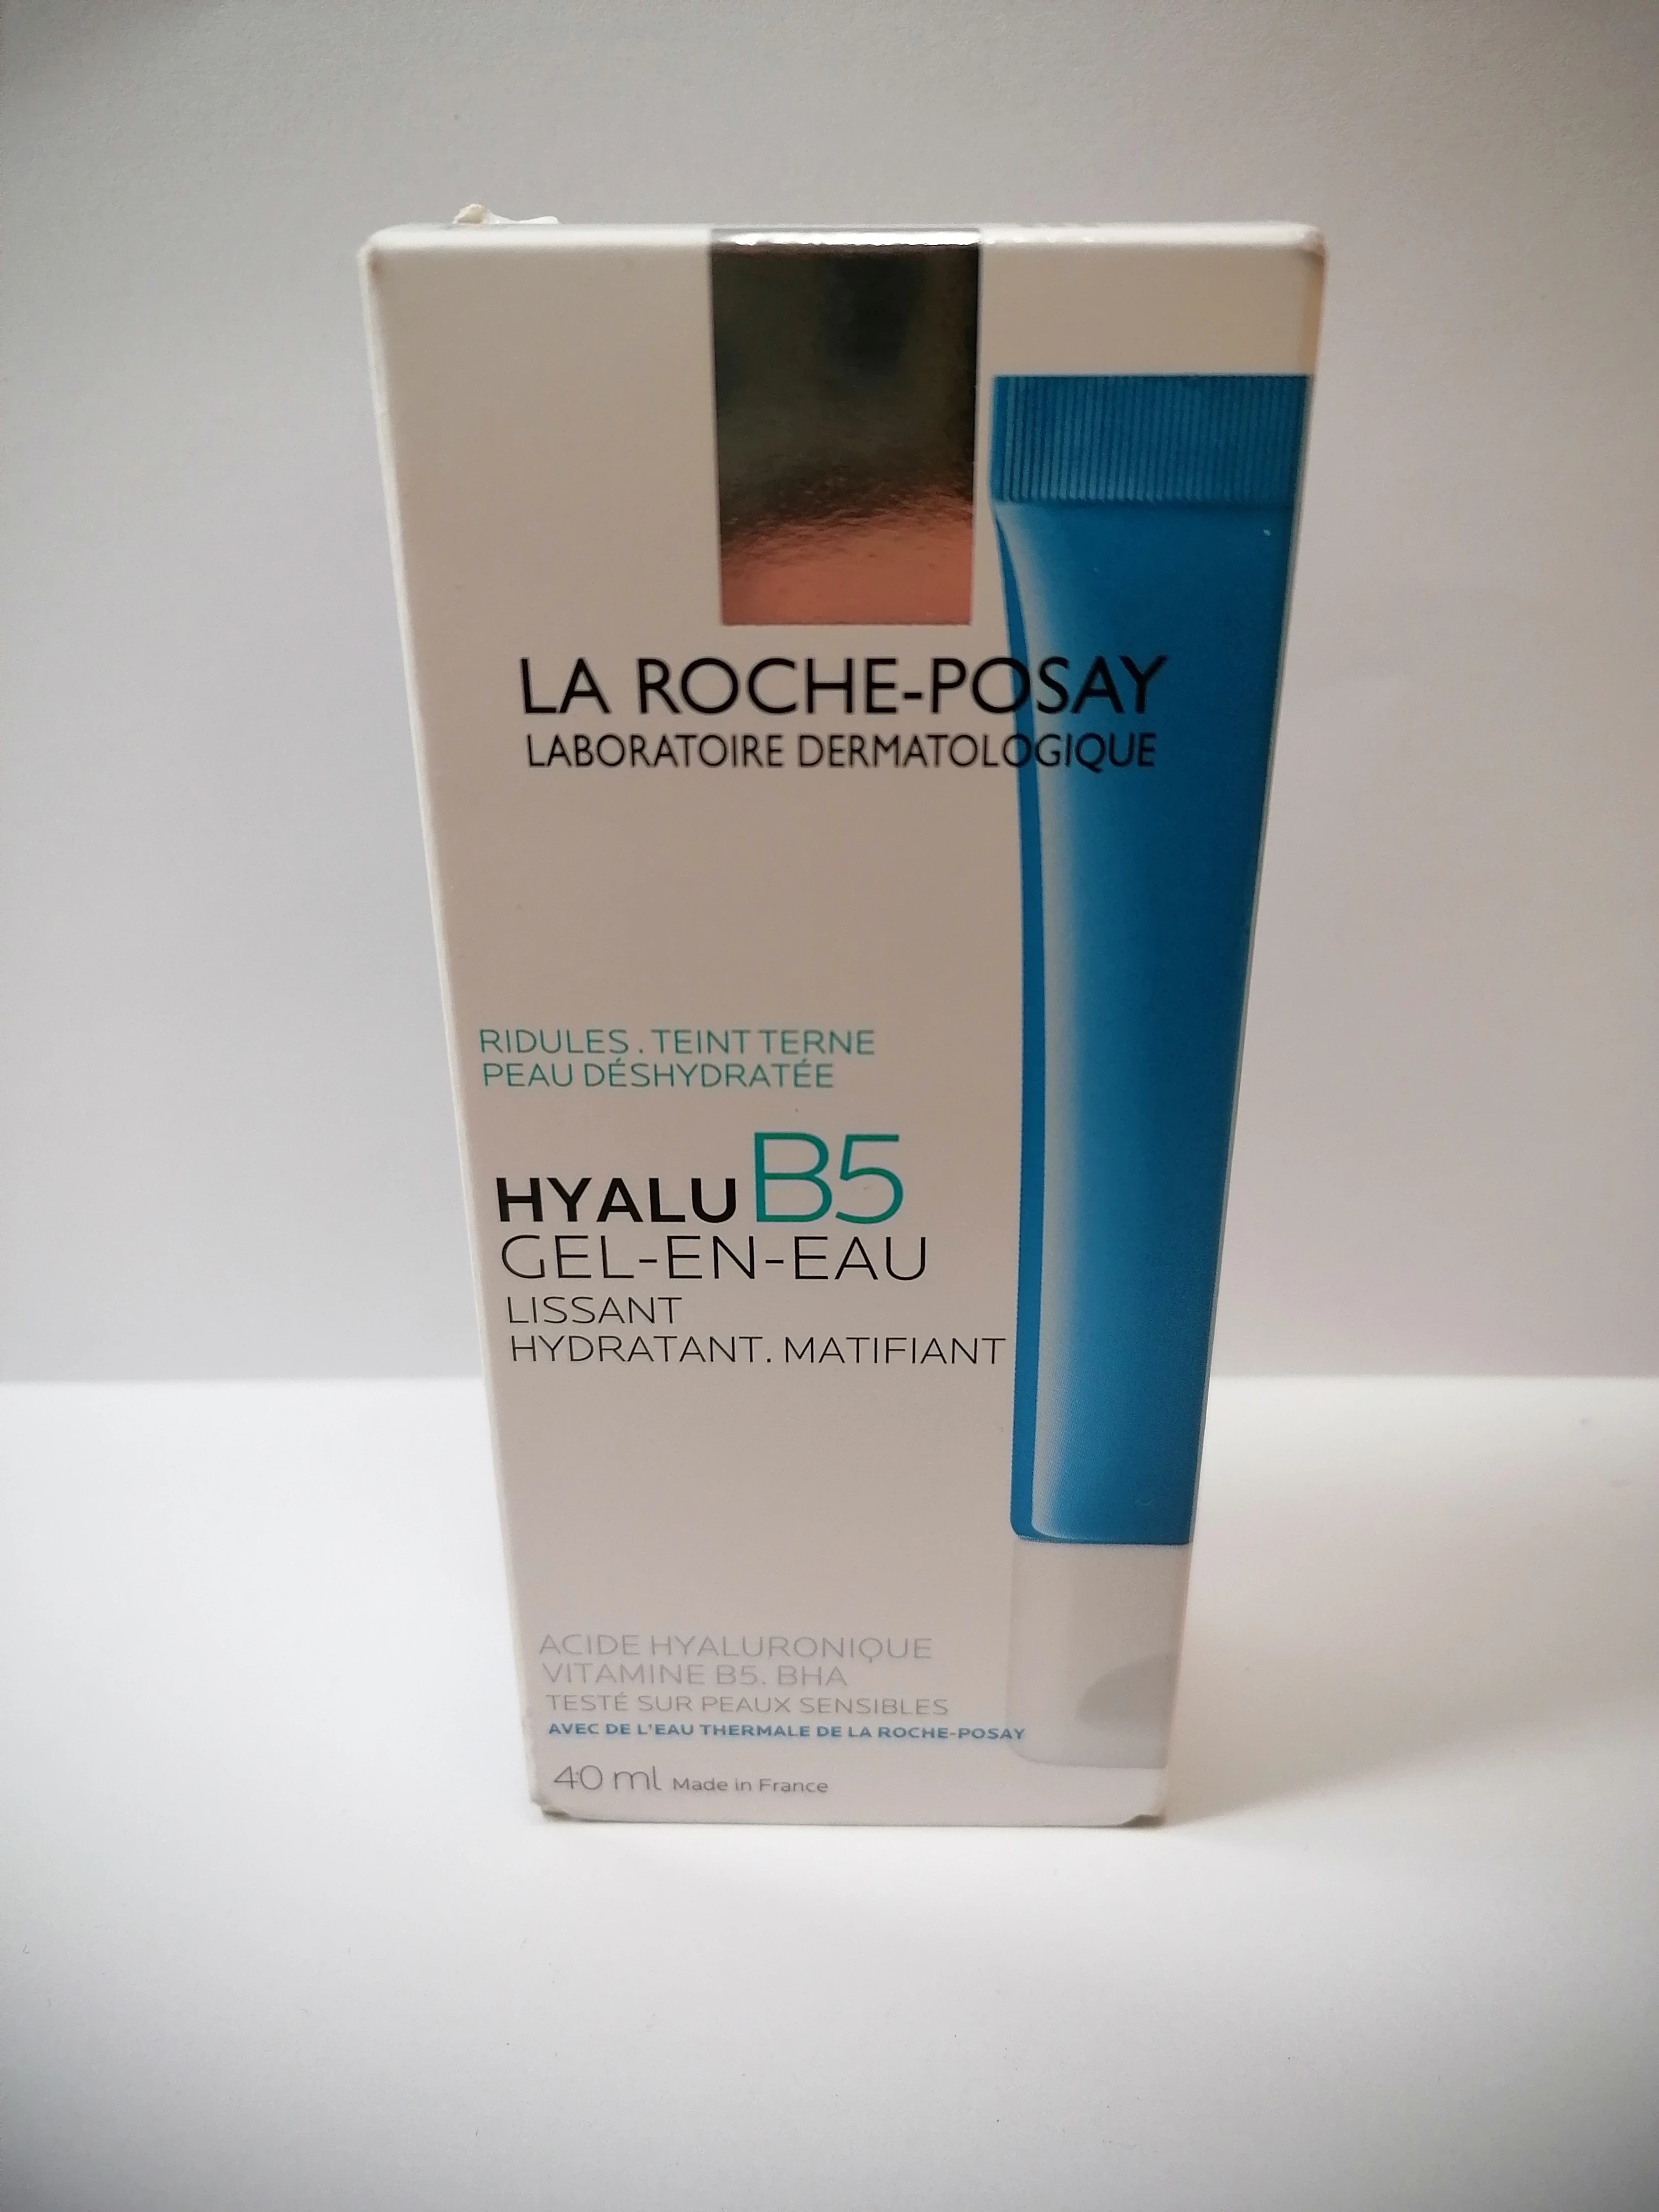 LA ROCHE-POSAY
LABORATOIRE DERMATOLOGIQUE
RIDULES. TEINT TERNE
PEAU DÉSHYDRATÉE
HYALU B5
GEL-EN-EAU
LISSANT
HYDRATANT. MATIFIANT
ACIDE HYALURONIQUE
VITAMINE B5. BHA
TESTÉ SUR PEAUX SENSIBLES
AVEC DE L'EAU THERMALE DE LA ROCHE-POSAY
40 ml Made in France